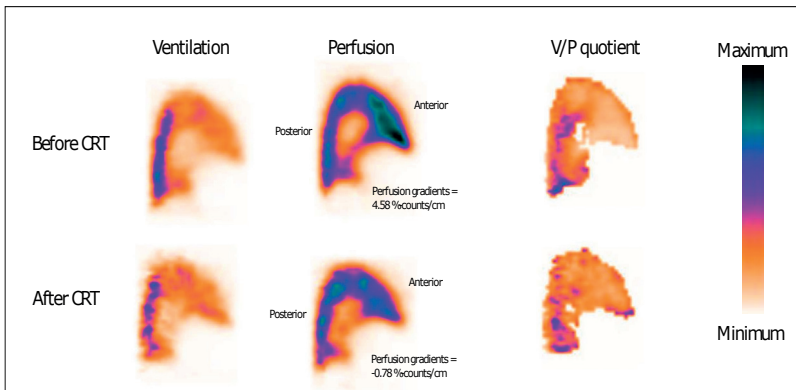 Ventilation
Perfusion
V/P quotient
Maximum
Before CRT
Posterior
Anterior
Perfusion gradients =
4.58 %counts/cm
After CRT
Posterior
Anterior
Perfusion gradients =
-0.78 %counts/cm
Minimum